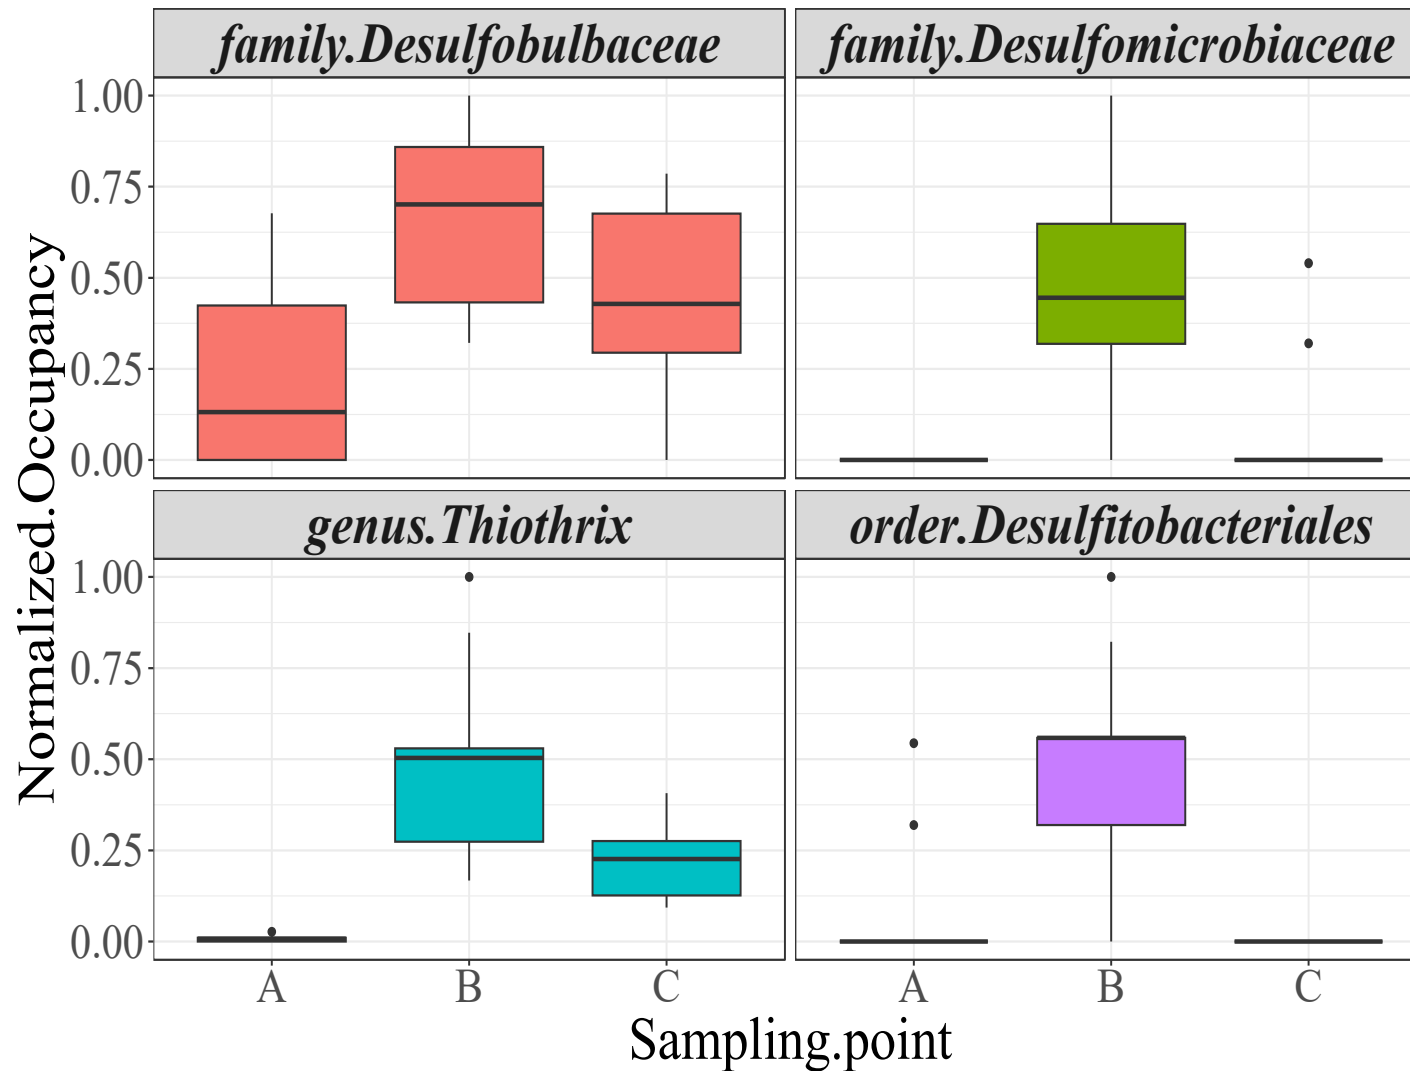 family.Desulfobulbaceae
family.Desulfomicrobiaceae
1.00
0.75
0.50
0.25
0.00
genus.Thiothrix
order.Desulfitobacteriales
1.00
0.75
0.50
0.25
0.00
Normalized.Occupancy
A B C A B C
Sampling.point